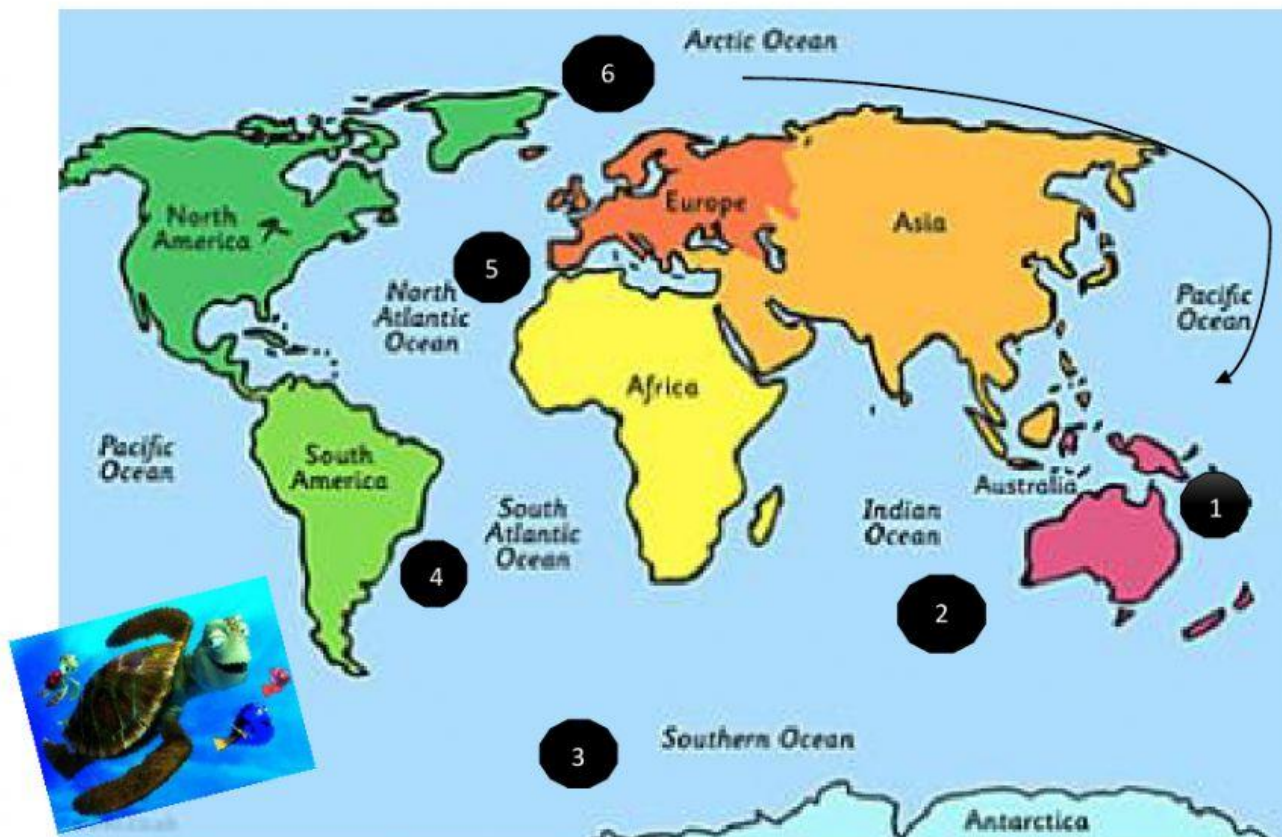 Arctic Ocean
6
North
America
Europe
Asia
5
North
Atlantic
Ocean
Pacific
Ocean
Africa
Pacific
Ocean
South
America
South
Atlantic
Ocean
Indian
Ocean
Australia
1
4
2
3
Southern Ocean
Antarctica